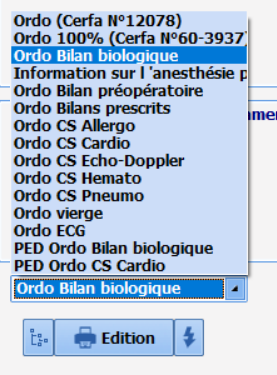 Ordo (Cerfa N°12078)
Ordo 100% (Cerfa N°60-3937
Ordo Bilan biologique
Information sur l'anesthésie p
Ordo Bilan préopératoire
Ordo Bilans prescrits
Ordo CS Allergo
Ordo CS Cardio
Ordo CS Echo-Doppler
Ordo CS Hemato
Ordo CS Pneumo
Ordo vierge
Ordo ECG
PED Ordo Bilan biologique
PED Ordo CS Cardio
Ordo Bilan biologique
Edition